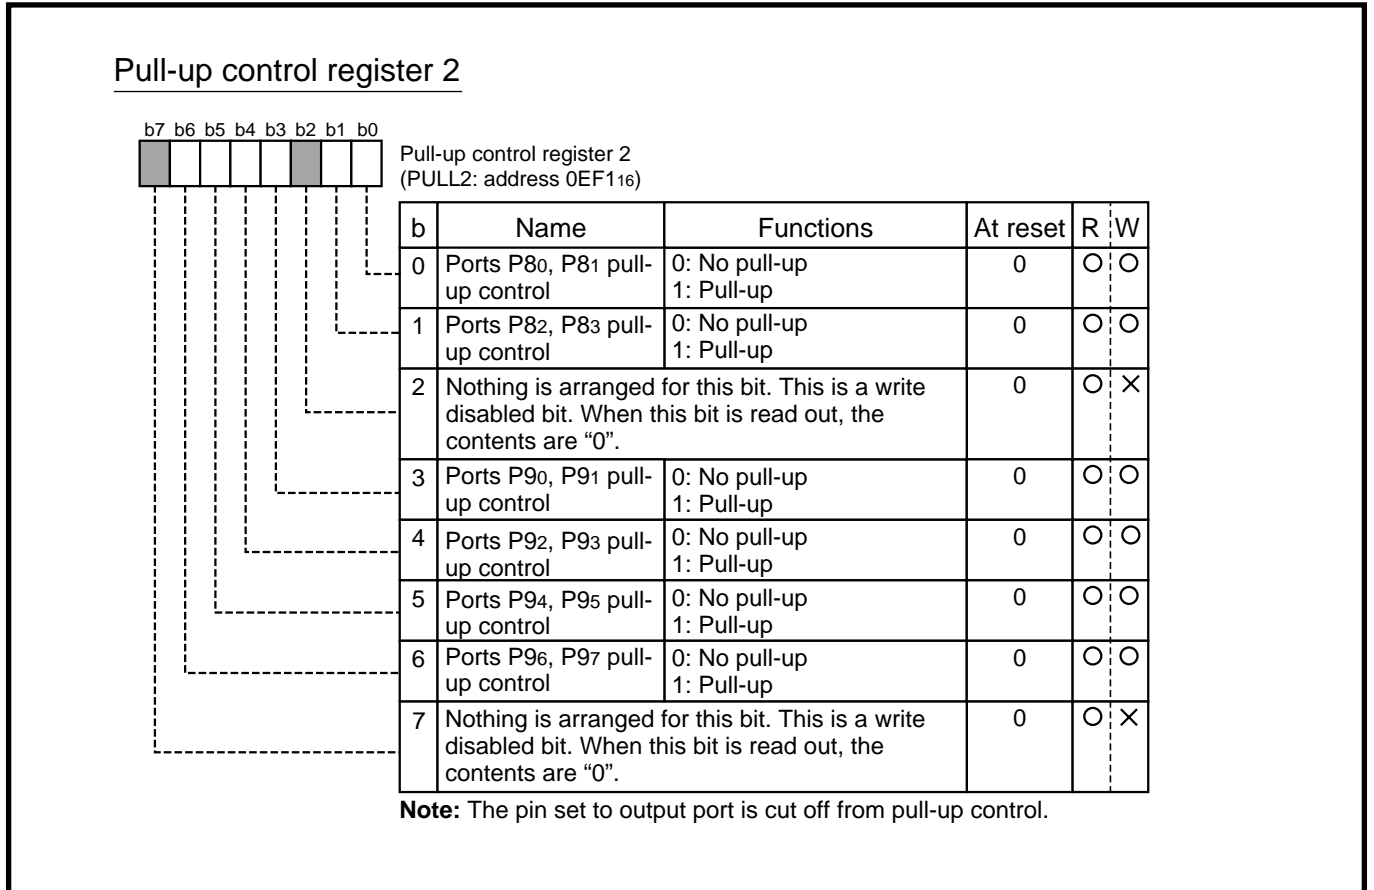 Pull-up control register 2
b7 b6 b5 b4 b3 b2 b1 b0
Pull-up control register 2
(PULL2: address 0EF116)
b Name Functions At reset R W
0 Ports P80, P81 pull- 0: No pull-up 0 O O
up control 1: Pull-up
1 Ports P82, P83 pull- 0: No pull-up 0 O O
up control 1: Pull-up
2 Nothing is arranged for this bit. This is a write 0 O ×
disabled bit. When this bit is read out, the
contents are “0”.
3 Ports P90, P91 pull- 0: No pull-up 0 O O
up control 1: Pull-up
4 Ports P92, P93 pull- 0: No pull-up 0 O O
up control 1: Pull-up
5 Ports P94, P95 pull- 0: No pull-up 0 O O
up control 1: Pull-up
6 Ports P96, P97 pull- 0: No pull-up 0 O O
up control 1: Pull-up
7 Nothing is arranged for this bit. This is a write 0 O ×
disabled bit. When this bit is read out, the
contents are “0”.
Note: The pin set to output port is cut off from pull-up control.